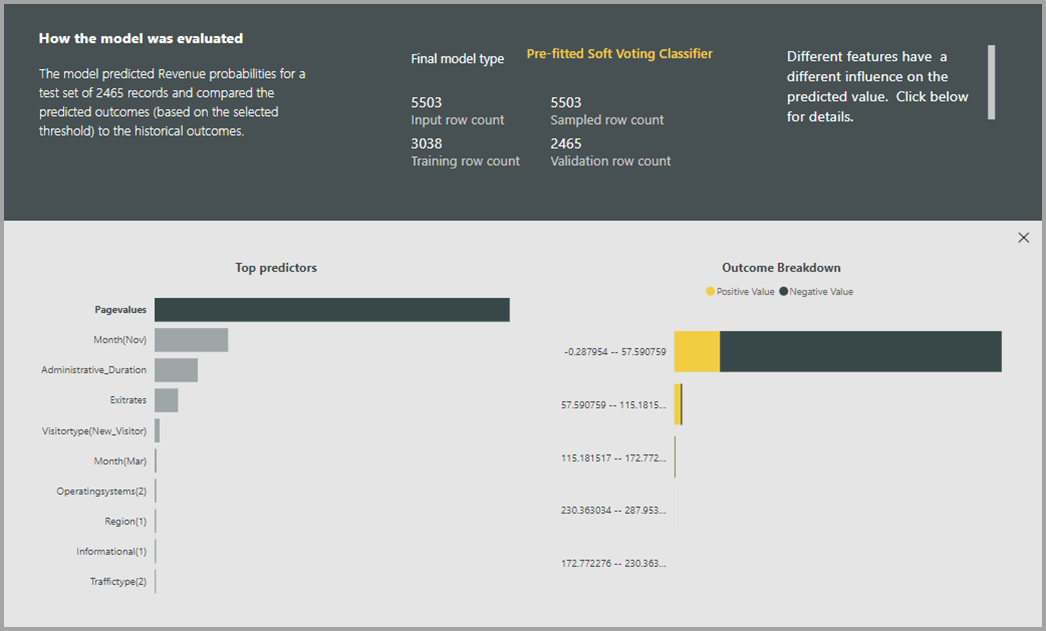 How the model was evaluated
The model predicted Revenue probabilities for a
test set of 2465 records and compared the
predicted outcomes (based on the selected
threshold) to the historical outcomes.
Final model type
Pre-fitted Soft Voting Classifier
5503
Input row count
5503
Sampled row count
3038
Training row count
2465
Validation row count
Different features have a
different influence on the
predicted value. Click below
for details.
Top predictors
Pagevalues
Month(Nov)
Administrative_Duration
Exitrates
Visitortype(New_Visitor)
Month(Mar)
Operatingsystems(2)
Region(1)
Informational(1)
Traffictype(2)
Outcome Breakdown
Positive Value Negative Value
-0.287954 -- 57.590759
57.590759 -- 115.1815...
115.181517 -- 172.772...
230.363034 -- 287.953...
172.772276 -- 230.363...